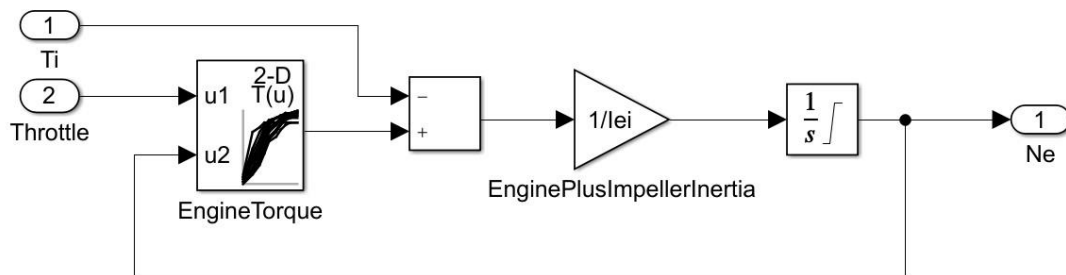 1
Ti
2
Throttle
2-D
T(u)
u1
u2
EngineTorque
−
+
1/Iei
EnginePlusImpellerInertia
1
s
1
Ne